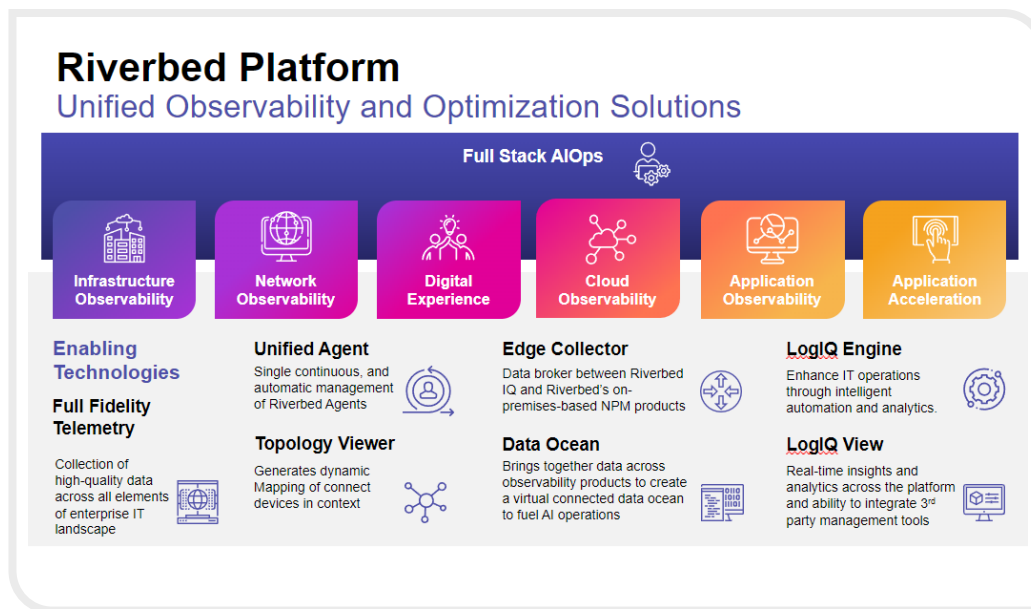 Riverbed Platform
Unified Observability and Optimization Solutions
Full Stack AIOps
Infrastructure
Observability
Network
Observability
Digital
Experience
Cloud
Observability
Application
Observability
Application
Acceleration
Enabling
Technologies
Full Fidelity
Telemetry
Collection of
high-quality data
across all elements
of enterprise IT
landscape
Unified Agent
Single continuous, and
automatic management
of Riverbed Agents
Topology Viewer
Generates dynamic
Mapping of connect
devices in context
Edge Collector
Data broker between Riverbed
IQ and Riverbed's on-
premises-based NPM products
Data Ocean
Brings together data across
observability products to create
a virtual connected data ocean
to fuel AI operations
LogIQ Engine
Enhance IT operations
through intelligent
automation and analytics.
LogIQ View
Real-time insights and
analytics across the platform
and ability to integrate 3rd
party management tools